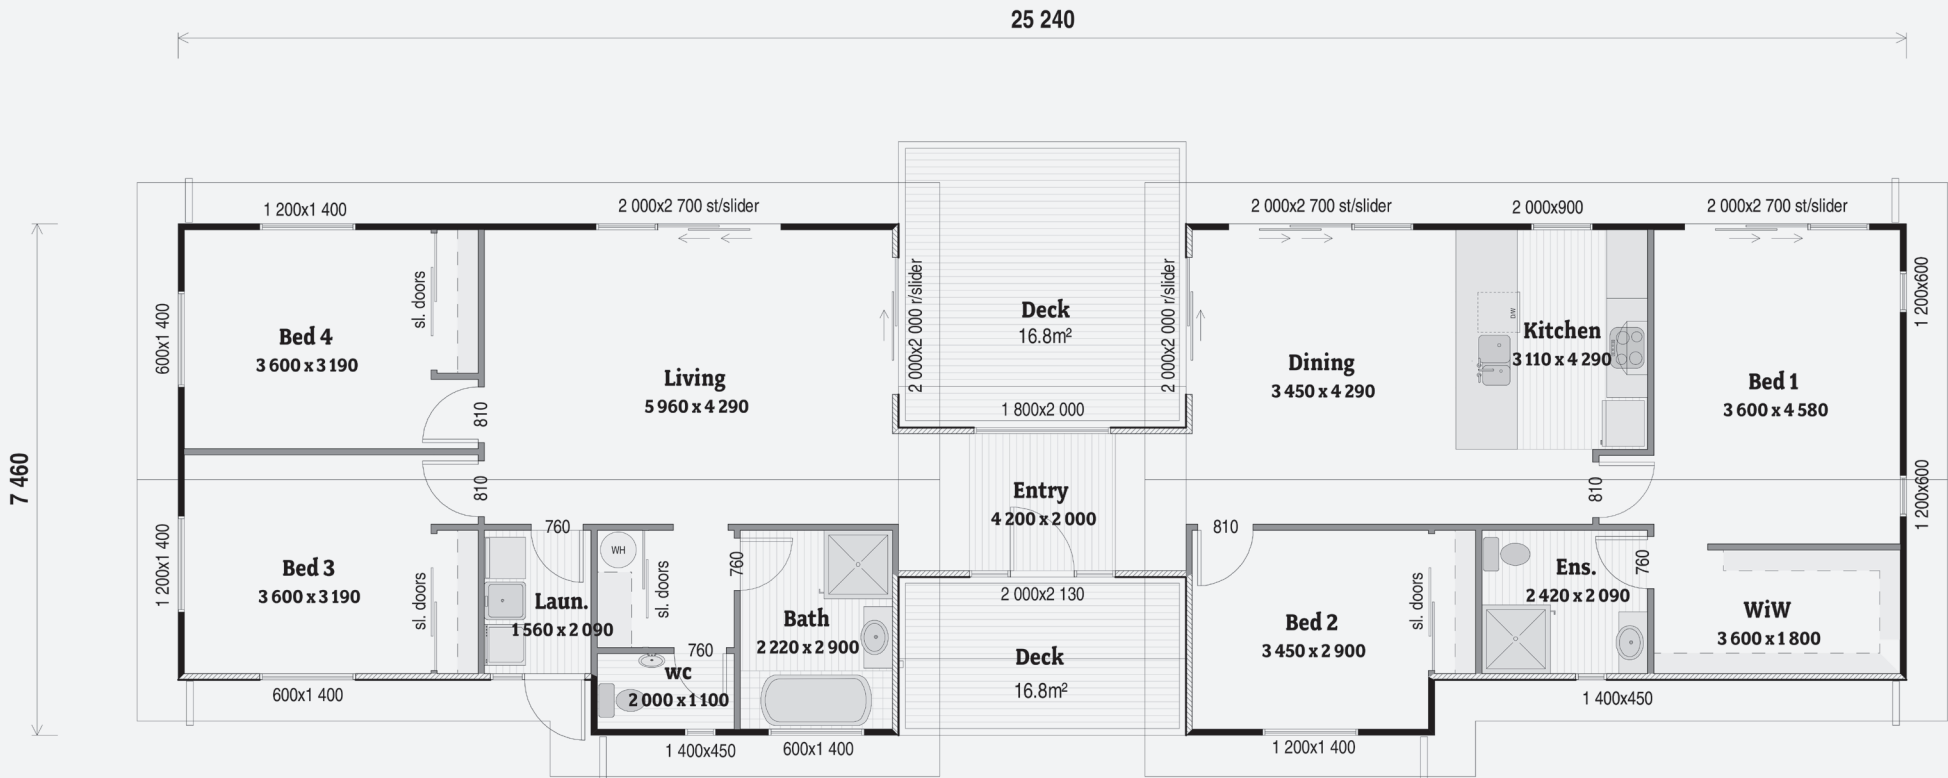 25 240
1 200x1 400
2 000x2 700 st/slider
2 000x2 700 st/slider
2 000x900
2 000x2 700 st/slider
7 460
600x1 400
Bed 4
3 600 x 3 190
sl. doors
810
Living
5 960 x 4 290
2 000x2 000 r/slider
Deck
16.8m²
1 800x2 000
2 000x2 000 r/slider
Dining
3 450 x 4 290
D/W
Kitchen
3 110 x 4 290
Bed 1
3 600 x 4 580
1 200x600
1 200x600
810
Entry
4 200 x 2 000
810
1 200x1 400
Bed 3
3 600 x 3 190
sl. doors
760
Laun.
1 560 x 2 090
WH
sl. doors
760
Bath
2 220 x 2 900
760
wc
2 000 x 1 100
2 000x2 130
Deck
16.8m²
810
Bed 2
3 450 x 2 900
sl. doors
Ens.
2 420 x 2 090
760
WiW
3 600 x 1 800
600x1 400
1 400x450
600x1 400
1 200x1 400
1 400x450